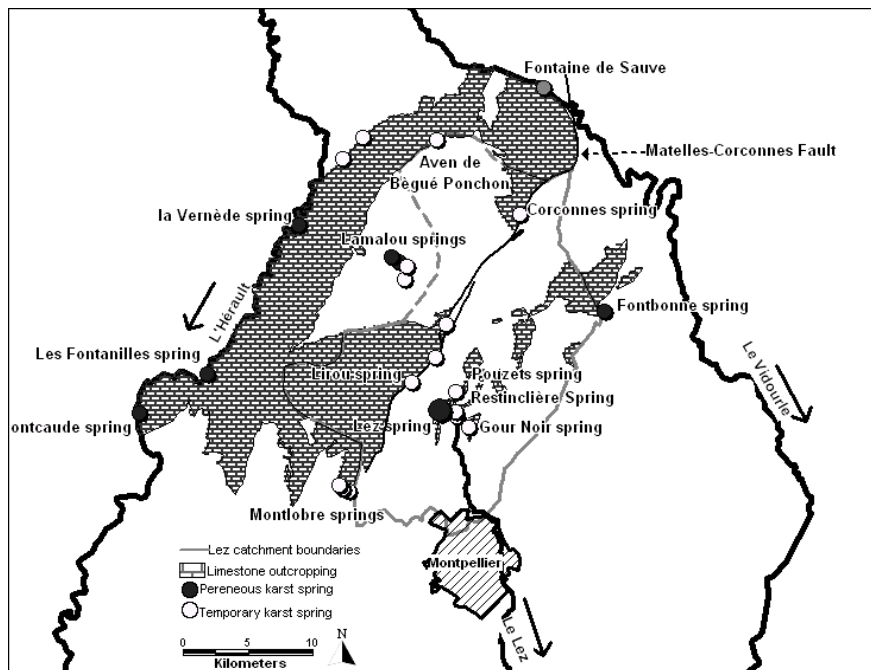 Fontaine de Sauve
Matelles-Corconnes Fault
Aven de
Bègué Ponchon
la Vernède spring
Corconnes spring
Lamalou springs
L'Hérault
Fontbonne spring
Les Fontanilles spring
Le Vidourle
Lirou spring
Pouzets spring
Restinclière Spring
ontcaude spring
Lez spring
Gour Noir spring
Montlobre springs
Montpellier
Lez catchment boundaries
Limestone outcropping
Pereneous karst spring
Temporary karst spring
0 5 10
Kilometers
N
Le Lez